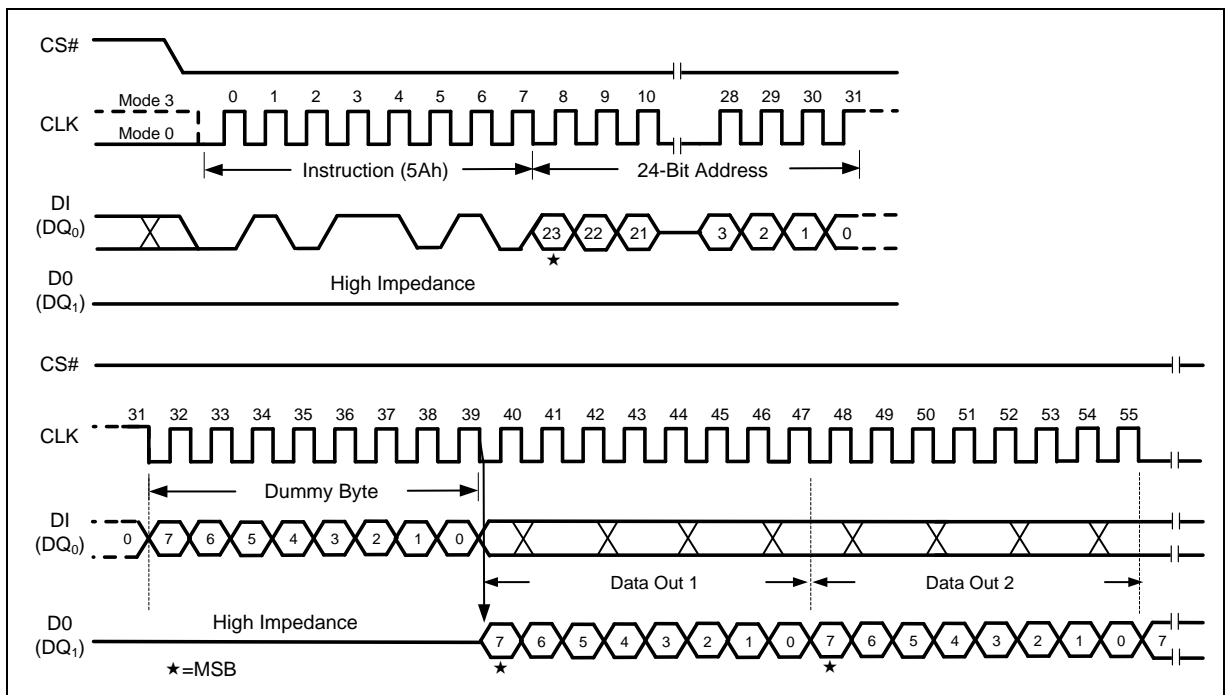 CS#
Mode 3
0 1 2 3 4 5 6 7 8 9 10 28 29 30 31
CLK
Mode 0
Instruction (5Ah) 24-Bit Address
DI
(DQ0)
23 22 21 3 2 1 0
★
D0
(DQ1)
High Impedance
CS#
31 32 33 34 35 36 37 38 39 40 41 42 43 44 45 46 47 48 49 50 51 52 53 54 55
CLK
Dummy Byte
DI
(DQ0)
0 7 6 5 4 3 2 1 0
Data Out 1 Data Out 2
D0
(DQ1)
High Impedance
7 6 5 4 3 2 1 0 7 6 5 4 3 2 1 0 7
★ ★
★=MSB